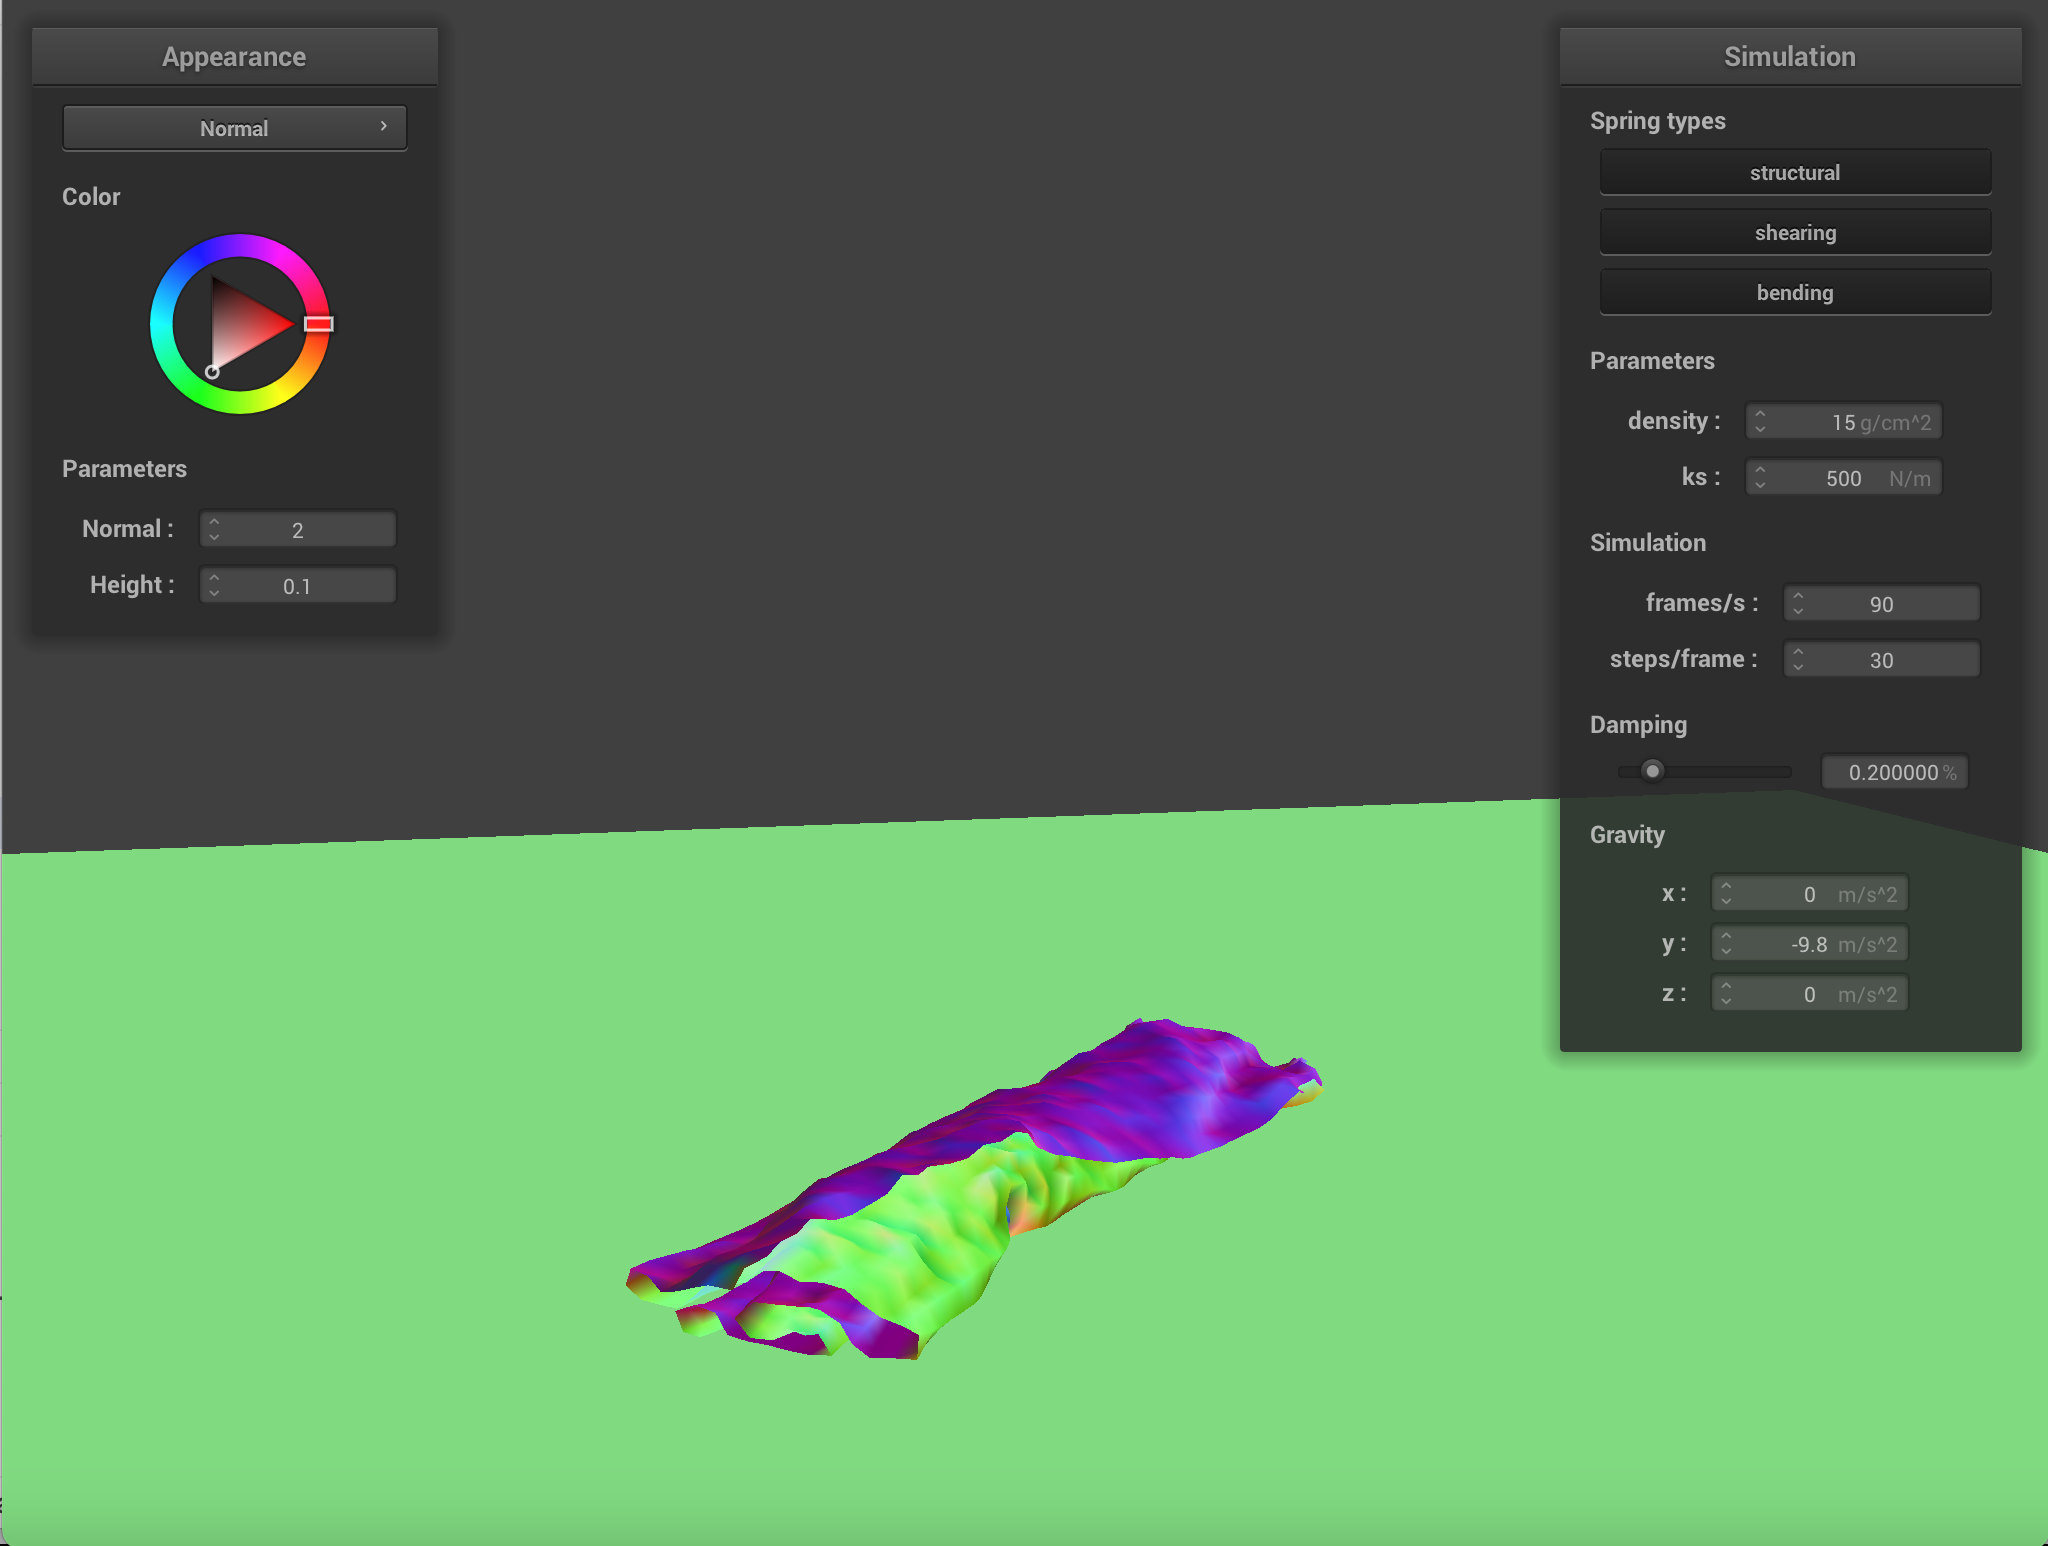 Appearance
Normal
Color
Parameters
Normal :
2
Height :
0.1
Simulation
Spring types
structural
shearing
bending
Parameters
density :
15 g/cm^2
ks :
500 N/m
Simulation
frames/s :
90
steps/frame :
30
Damping
0.200000 %
Gravity
x :
0 m/s^2
y :
-9.8 m/s^2
z :
0 m/s^2